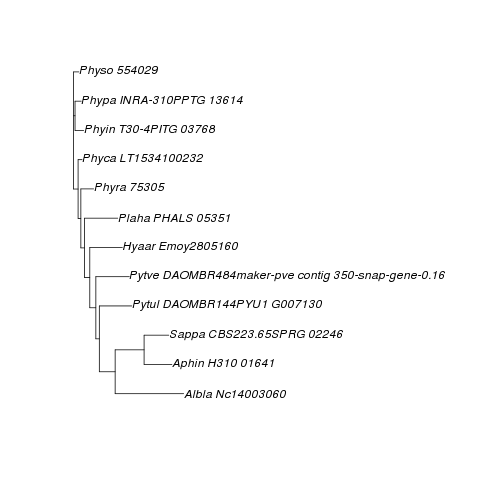 Physo 554029
Phypa INRA-310PPTG 13614
Phyin T30-4PITG 03768
Phyca LT1534100232
Phyra 75305
Plaha PHALS 05351
Hyaar Emoy2805160
Pytve DAOMBR484maker-pve contig 350-snap-gene-0.16
Pytul DAOMBR144PYU1 G007130
Sappa CBS223.65SPRG 02246
Aphin H310 01641
Albla Nc14003060